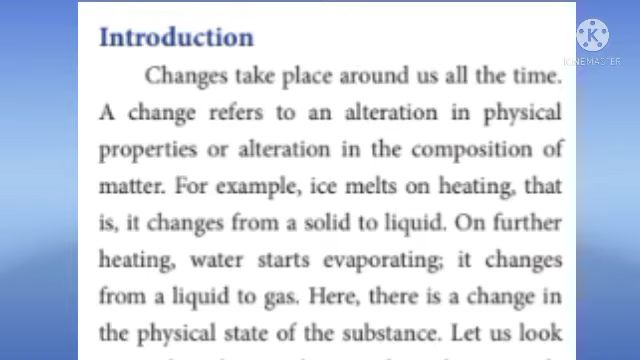 Introduction
Changes take place around us all the time.
A change refers to an alteration in physical
properties or alteration in the composition of
matter. For example, ice melts on heating, that
is, it changes from a solid to liquid. On further
heating, water starts evaporating; it changes
from a liquid to gas. Here, there is a change in
the physical state of the substance. Let us look
K
KINEMASTER